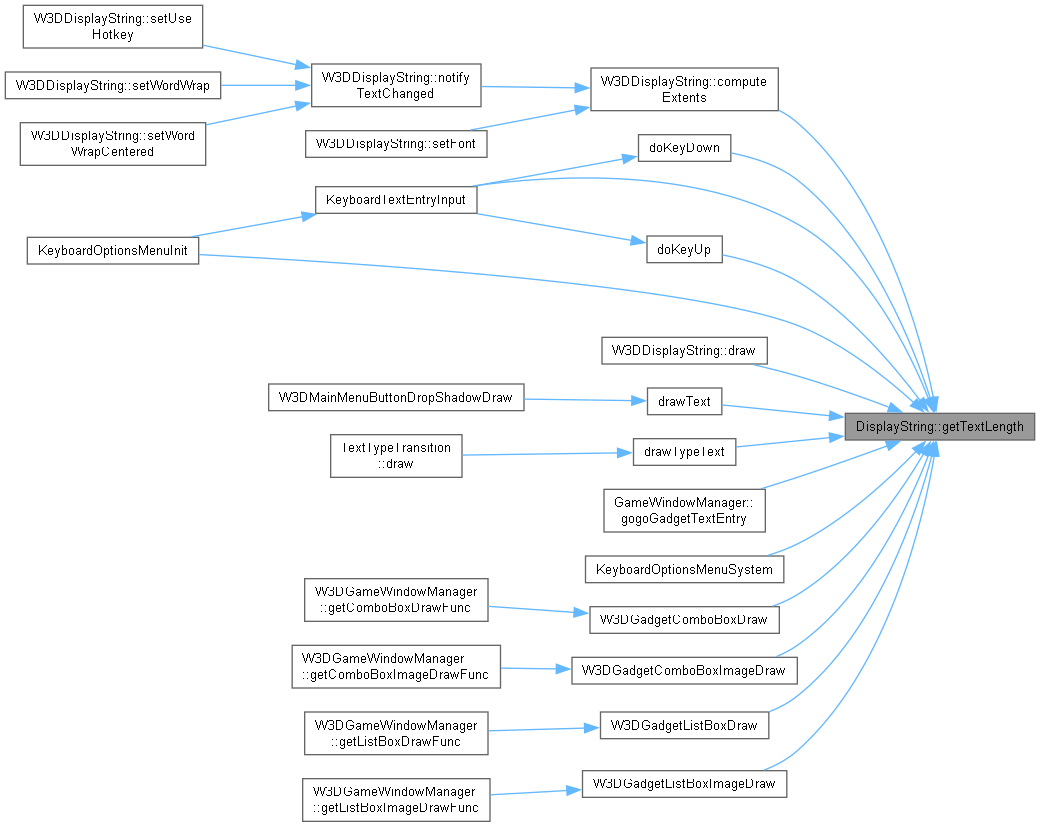 W3DDisplayString::setUse
Hotkey
W3DDisplayString::setWordWrap
W3DDisplayString::setWord
WrapCentered
W3DDisplayString::notify
TextChanged
W3DDisplayString::setFont
W3DDisplayString::compute
Extents
doKeyDown
KeyboardTextEntryInput
KeyboardOptionsMenuInit
doKeyUp
W3DDisplayString::draw
W3DMainMenuButtonDropShadowDraw
drawText
DisplayString::getTextLength
TextTypeTransition
::draw
drawTypeText
GameWindowManager::
gogoGadgetTextEntry
KeyboardOptionsMenuSystem
W3DGameWindowManager
::getComboBoxDrawFunc
W3DGadgetComboBoxDraw
W3DGameWindowManager
::getComboBoxImageDrawFunc
W3DGadgetComboBoxImageDraw
W3DGameWindowManager
::getListBoxDrawFunc
W3DGadgetListBoxDraw
W3DGameWindowManager
::getListBoxImageDrawFunc
W3DGadgetListBoxImageDraw